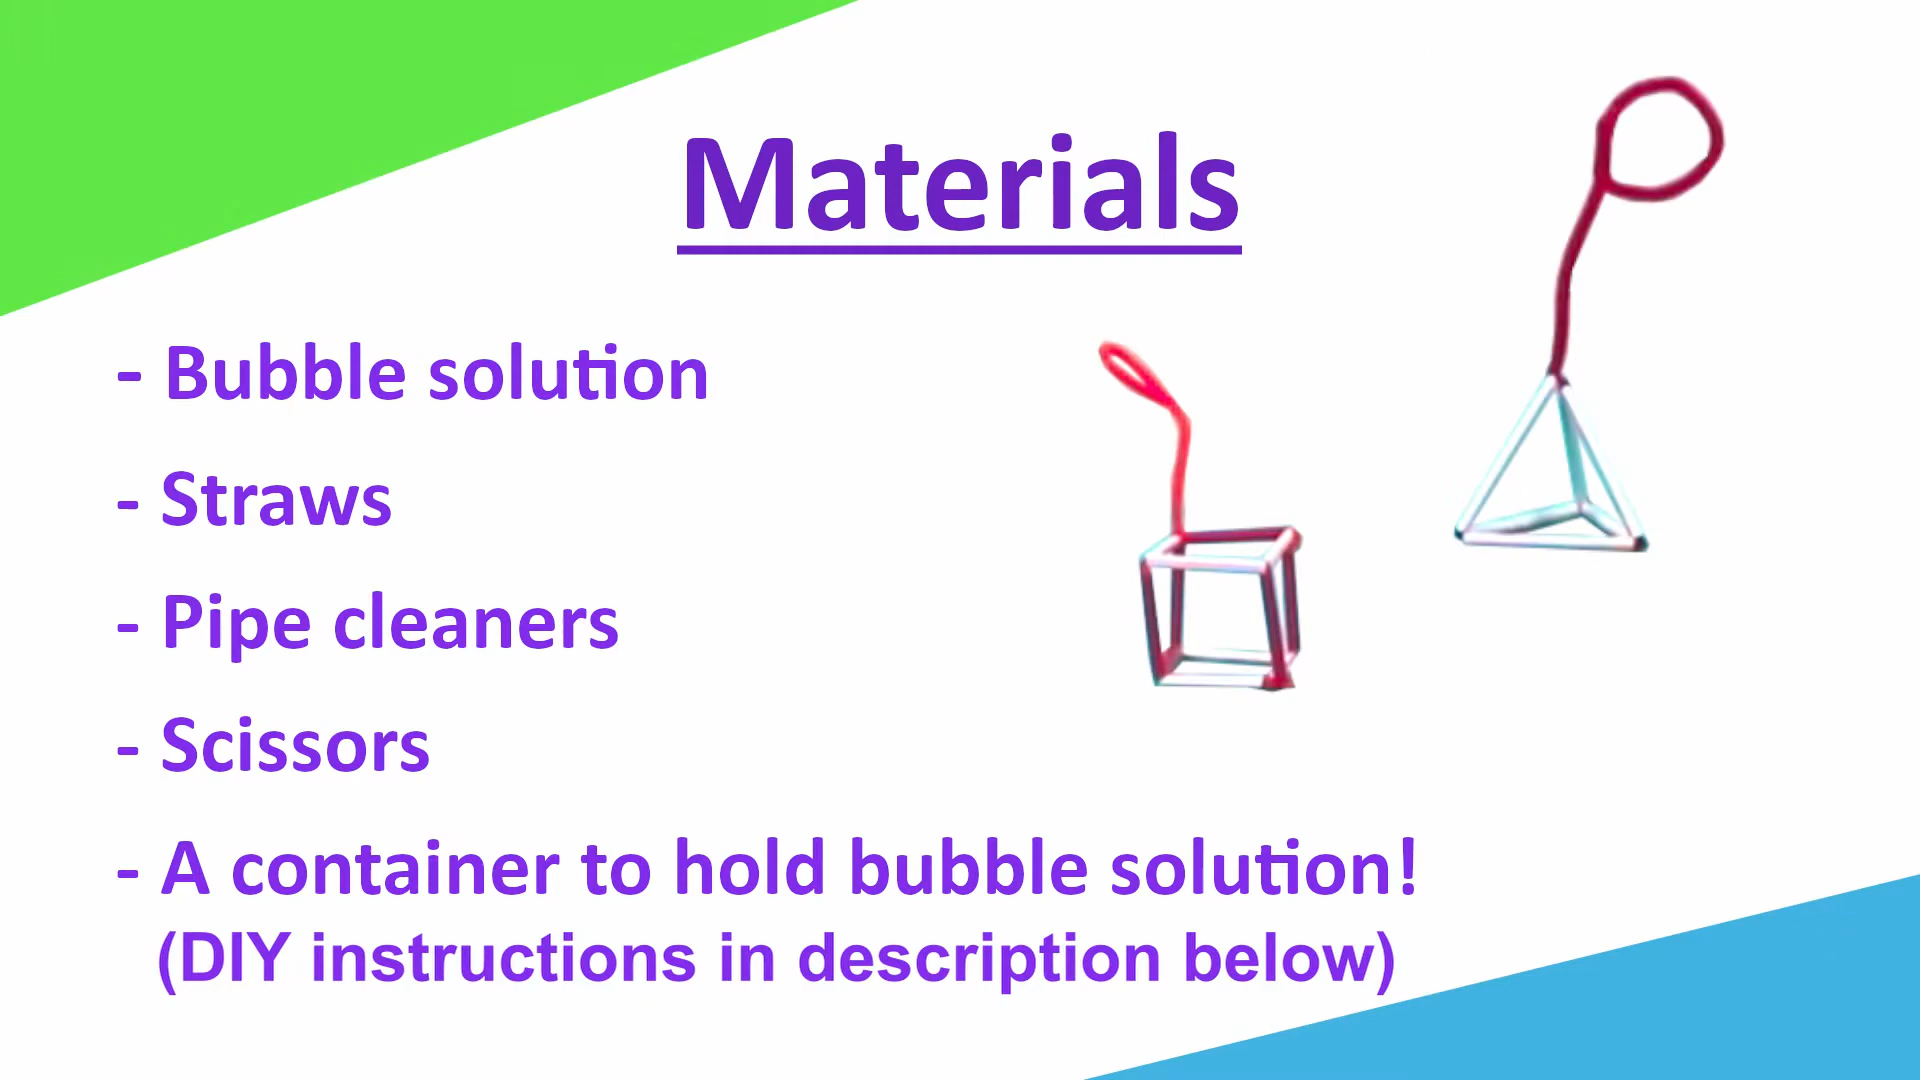 Materials
- Bubble solution
- Straws
- Pipe cleaners
- Scissors
- A container to hold bubble solution!
(DIY instructions in description below)